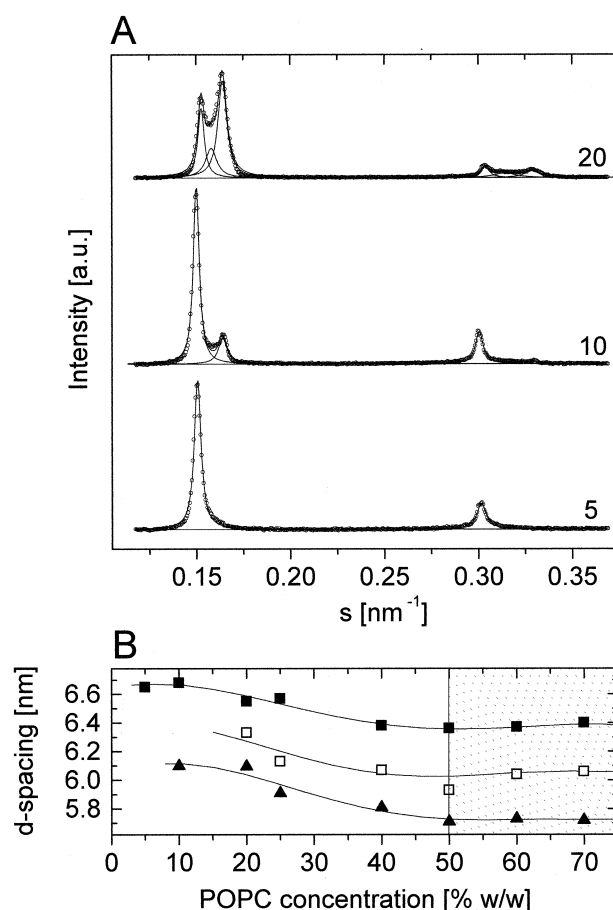 A
20
10
5
Intensity [a.u.]
0.15 0.20 0.25 0.30 0.35
s [nm⁻¹]
B
6.6
6.4
6.2
6.0
5.8
d-spacing [nm]
0 10 20 30 40 50 60 70
POPC concentration [% w/w]